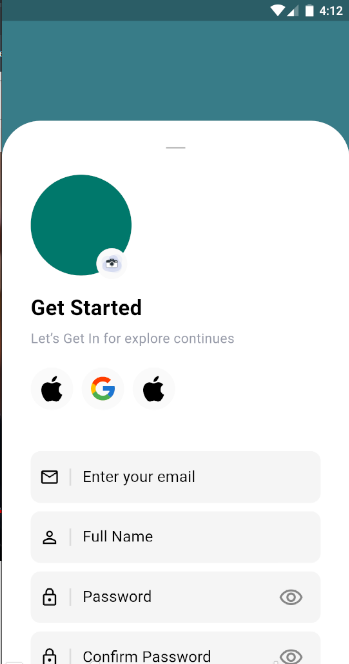 4:12
Get Started
Let's Get In for explore continues
Enter your email
Full Name
Password
Confirm Password